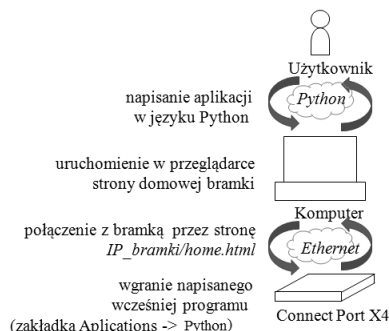 Użytkownik
napisanie aplikacji
w języku Python
Python
uruchomienie w przeglądarce
strony domowej bramki
Komputer
połączenie z bramką przez stronę
IP_bramki/home.html
Ethernet
wgranie napisanego
wcześniej programu
(zakładka Aplications -> Python)
Connect Port X4